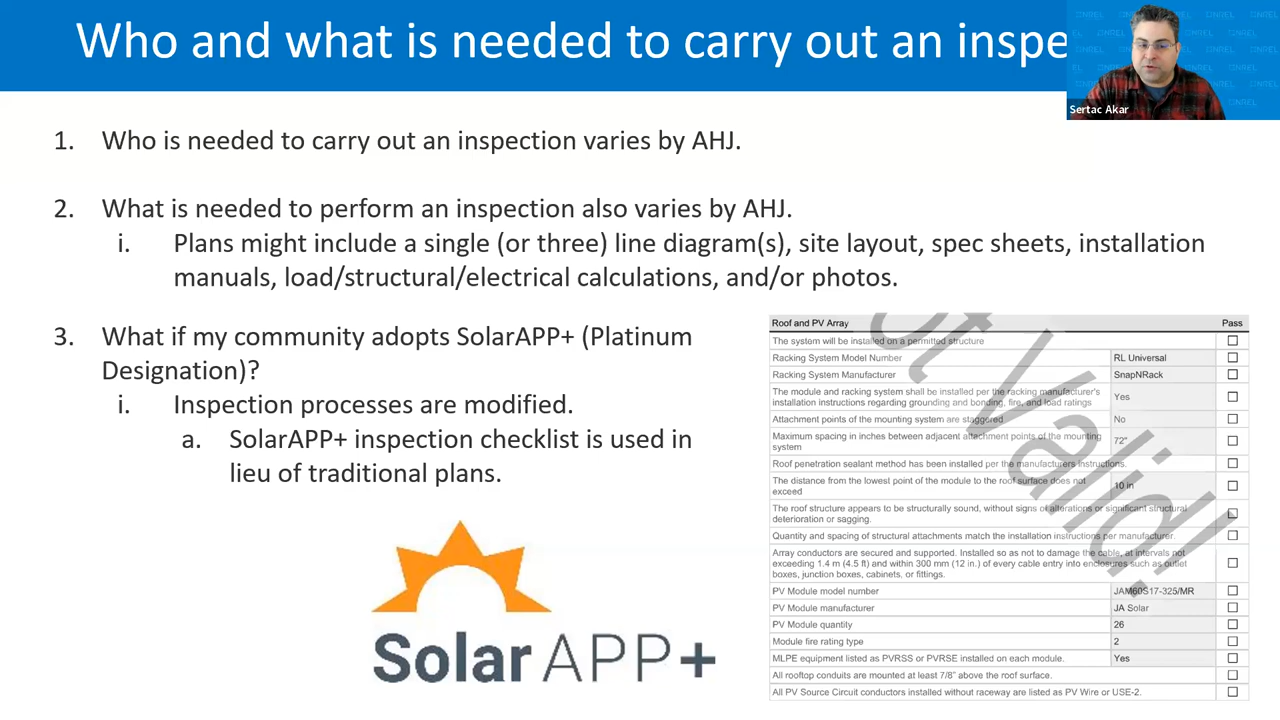 Who and what is needed to carry out an inspe
NREL
Sertac Akar
1. Who is needed to carry out an inspection varies by AHJ.
2. What is needed to perform an inspection also varies by AHJ.
i. Plans might include a single (or three) line diagram(s), site layout, spec sheets, installation
manuals, load/structural/electrical calculations, and/or photos.
3. What if my community adopts SolarAPP+ (Platinum
Designation)?
i. Inspection processes are modified.
a. SolarAPP+ inspection checklist is used in
lieu of traditional plans.
SolarAPP+
Roof and PV Array Pass
The system will be installed on a permitted structure
Racking System Model Number RL Universal
Racking System Manufacturer SnapNRack
The module and racking system shall be installed per the racking manufacturer's
installation instructions regarding grounding and bonding, fire, and load ratings Yes
Attachment points of the mounting system are staggered No
Maximum spacing in inches between adjacent attachment points of the mounting
system 72"
Roof penetration sealant method has been installed per the manufacturers instructions.
The distance from the lowest point of the module to the roof surface does not
exceed 10 in
The roof structure appears to be structurally sound, without signs of alterations or significant structural
deterioration or sagging.
Quantity and spacing of structural attachments match the installation instructions per manufacturer.
Array conductors are secured and supported. Installed so as not to damage the cable, at intervals not
exceeding 1.4 m (4.5 ft) and within 300 mm (12 in.) of every cable entry into enclosures such as outlet
boxes, junction boxes, cabinets, or fittings.
PV Module model number JAM60S17-325/MR
PV Module manufacturer JA Solar
PV Module quantity 26
Module fire rating type 2
MLPE equipment listed as PVRSS or PVRSE installed on each module. Yes
All rooftop conduits are mounted at least 7/8" above the roof surface.
All PV Source Circuit conductors installed without raceway are listed as PV Wire or USE-2.
ot Valid!